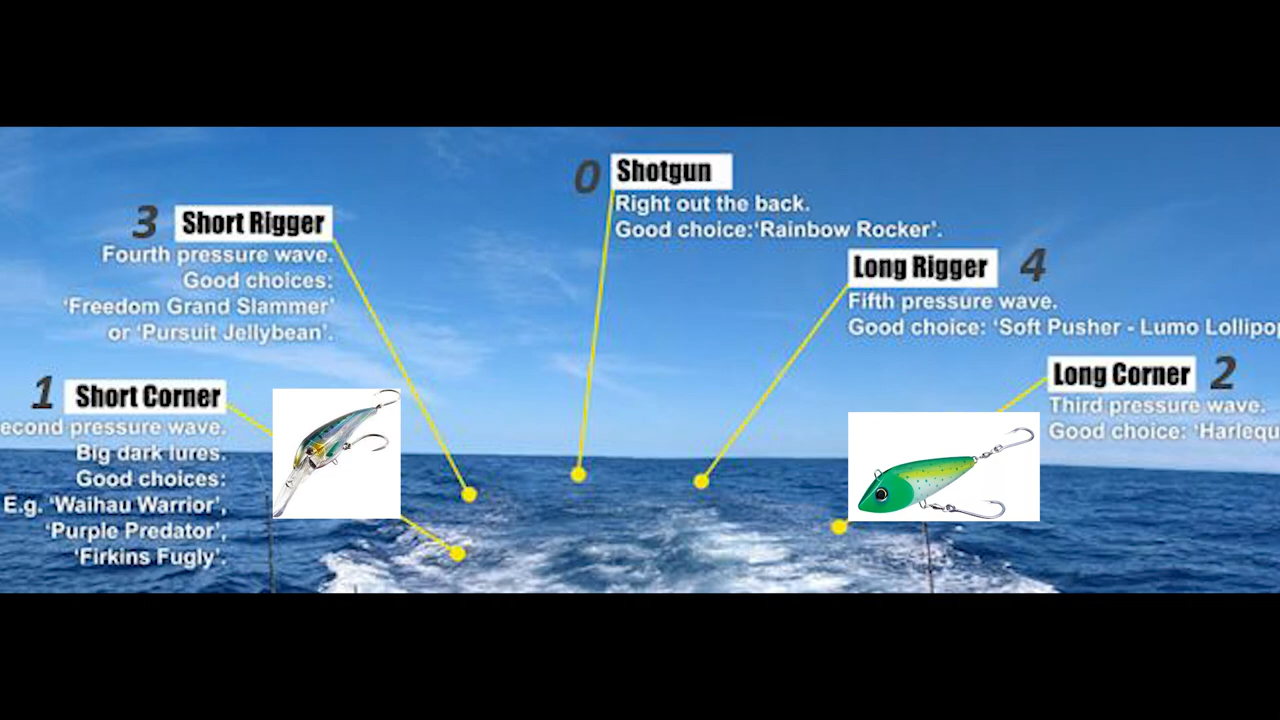 0 Shotgun
Right out the back.
Good choice:‘Rainbow Rocker’.
3 Short Rigger
Fourth pressure wave.
Good choices:
‘Freedom Grand Slammer’
or ‘Pursuit Jellybean’.
Long Rigger 4
Fifth pressure wave.
Good choice: ‘Soft Pusher - Lumo
1 Short Corner
pressure wave.
Big dark lures.
Good choices:
E.g. ‘Waihau Warrior’,
‘Purple Predator’,
‘Firkins Fugly’.
Long Corner 2
Third pressure wave.
Good choice: